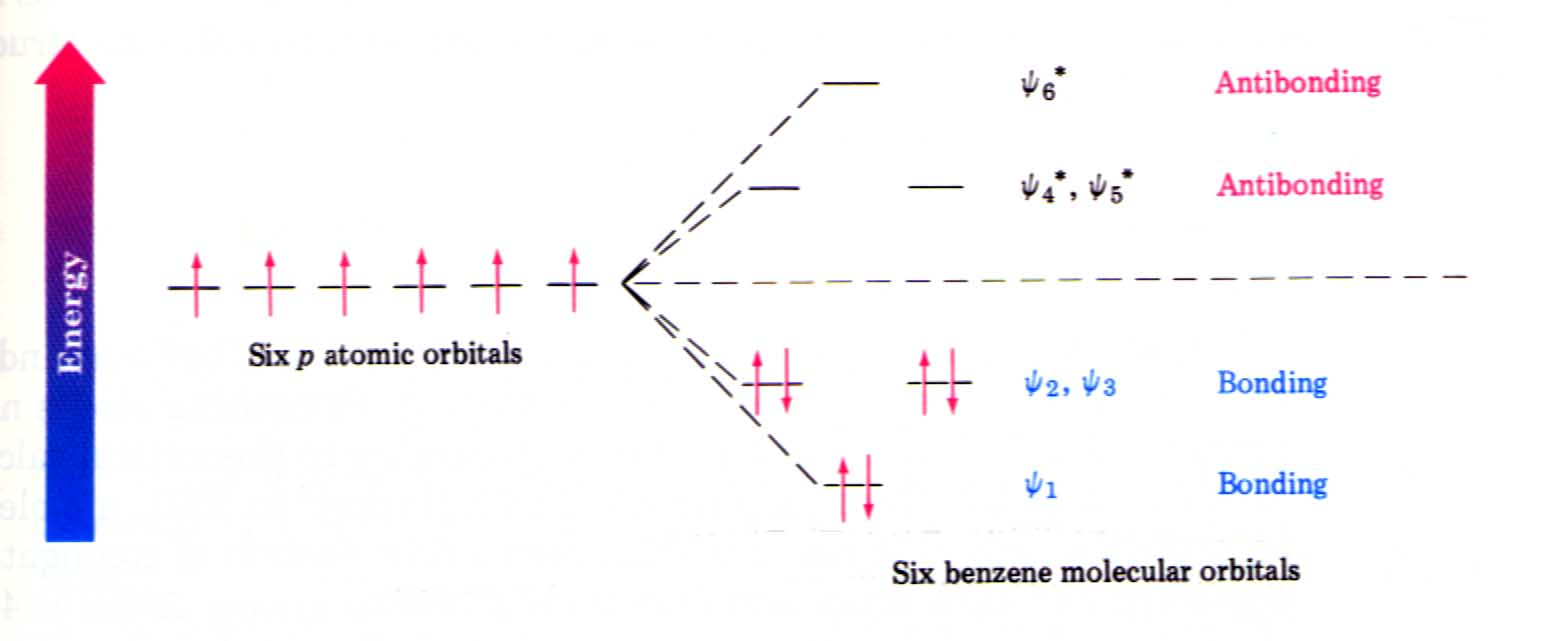 ψ6* Antibonding
ψ4*, ψ5* Antibonding
Energy
Six p atomic orbitals
ψ2, ψ3 Bonding
ψ1 Bonding
Six benzene molecular orbitals